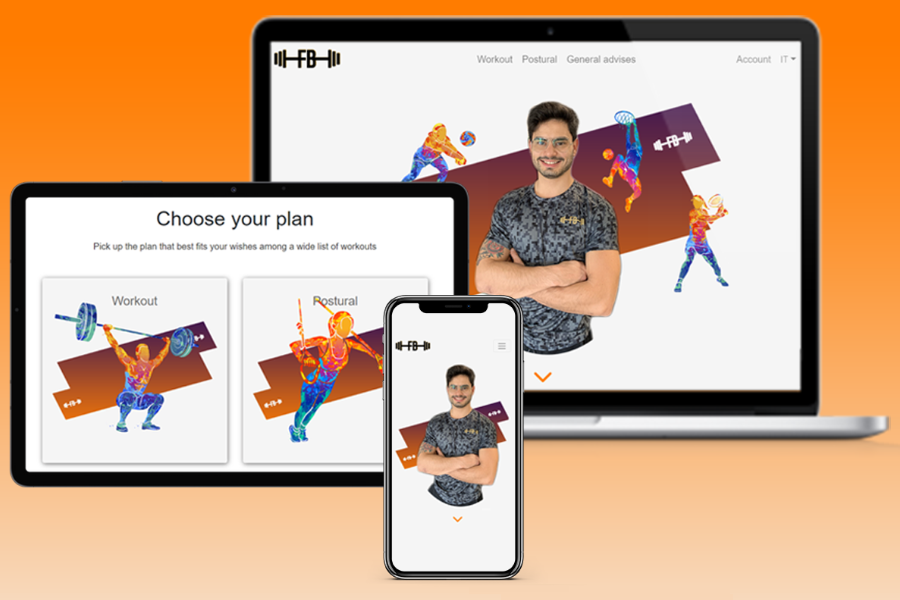 FB
Workout Postural General advises
Account IT
FB
FB
Choose your plan
Pick up the plan that best fits your wishes among a wide list of workouts
Workout
Postural
FB
FB
FB
FB
FB
FB